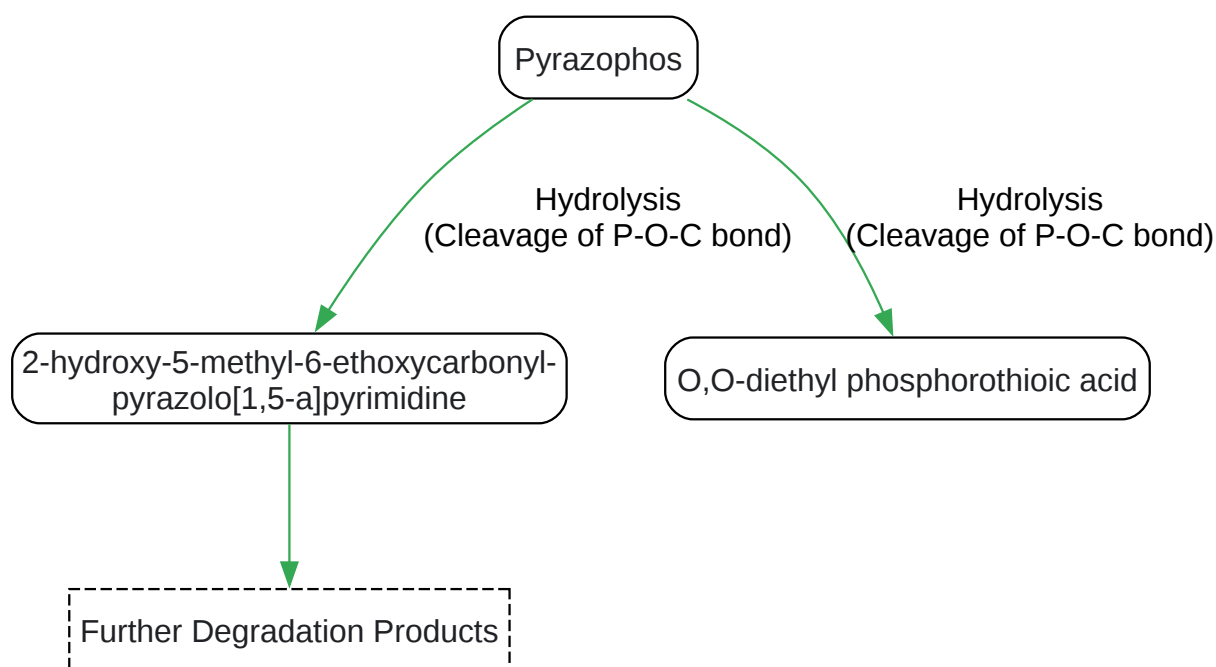 Pyrazophos
Hydrolysis
(Cleavage of P-O-C bond)
Hydrolysis
(Cleavage of P-O-C bond)
2-hydroxy-5-methyl-6-ethoxycarbonyl-
pyrazolo[1,5-a]pyrimidine
O,O-diethyl phosphorothioic acid
Further Degradation Products